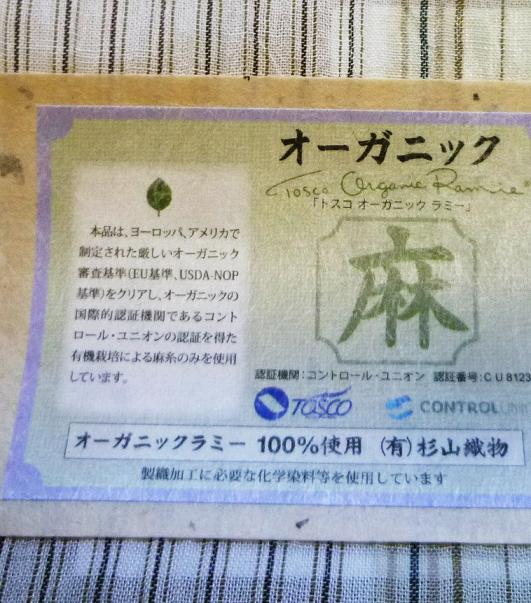 オーガニック
Tosca Organic Ramie
「トスコ オーガニック ラミー」
麻
本品は、ヨーロッパ、アメリカで
制定された厳しいオーガニック
審査基準(EU基準、USDA-NOP
基準)をクリアし、オーガニックの
国際的認証機関であるコント
ロール・ユニオンの認証を得た
有機栽培による麻糸のみを使用
しています。
認証機関:コントロール・ユニオン 認証番号:CU8123
TOSCO CONTROLUNI
オーガニックラミー 100%使用 (有)杉山織物
製織加工に必要な化学染料等を使用しています